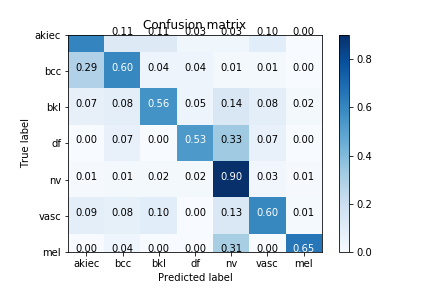 Confusion matrix
akiec 0.11 0.11 0.03 0.03 0.10 0.00
bcc 0.29 0.60 0.04 0.04 0.01 0.01 0.00
bkl 0.07 0.08 0.56 0.05 0.14 0.08 0.02
df 0.00 0.07 0.00 0.53 0.33 0.07 0.00
nv 0.01 0.01 0.02 0.02 0.90 0.03 0.01
vasc 0.09 0.08 0.10 0.00 0.13 0.60 0.01
mel 0.00 0.04 0.00 0.00 0.31 0.00 0.65
akiec bcc bkl df nv vasc mel
Predicted label
True label
0.8
0.6
0.4
0.2
0.0